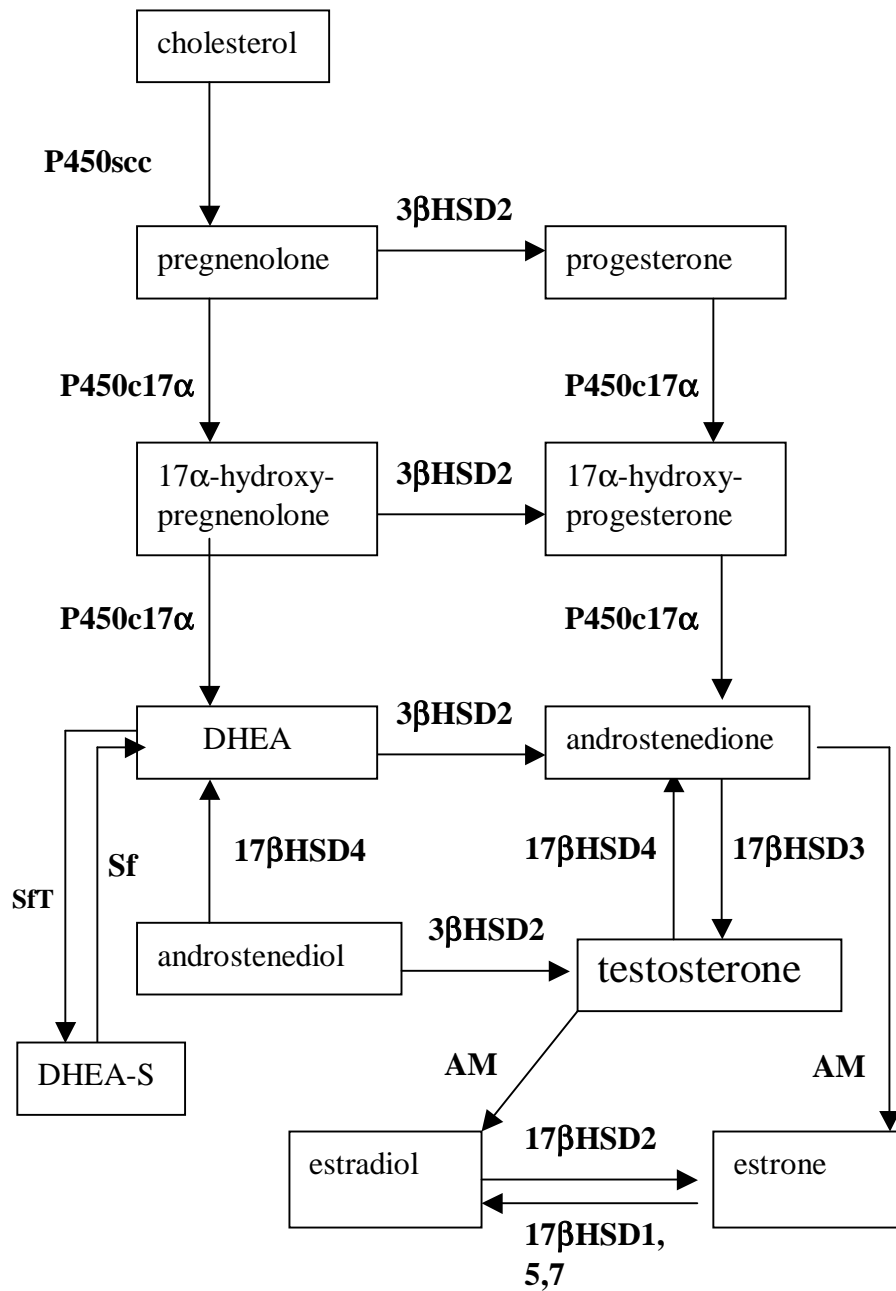 cholesterol
P450scc
3βHSD2
pregnenolone
progesterone
P450c17α
P450c17α
17α-hydroxy-
pregnenolone
3βHSD2
17α-hydroxy-
progesterone
P450c17α
P450c17α
DHEA
3βHSD2
androstenedione
SfT
Sf
17βHSD4
17βHSD4
17βHSD3
androstenediol
3βHSD2
testosterone
DHEA-S
AM
AM
estradiol
17βHSD2
estrone
17βHSD1,
5,7